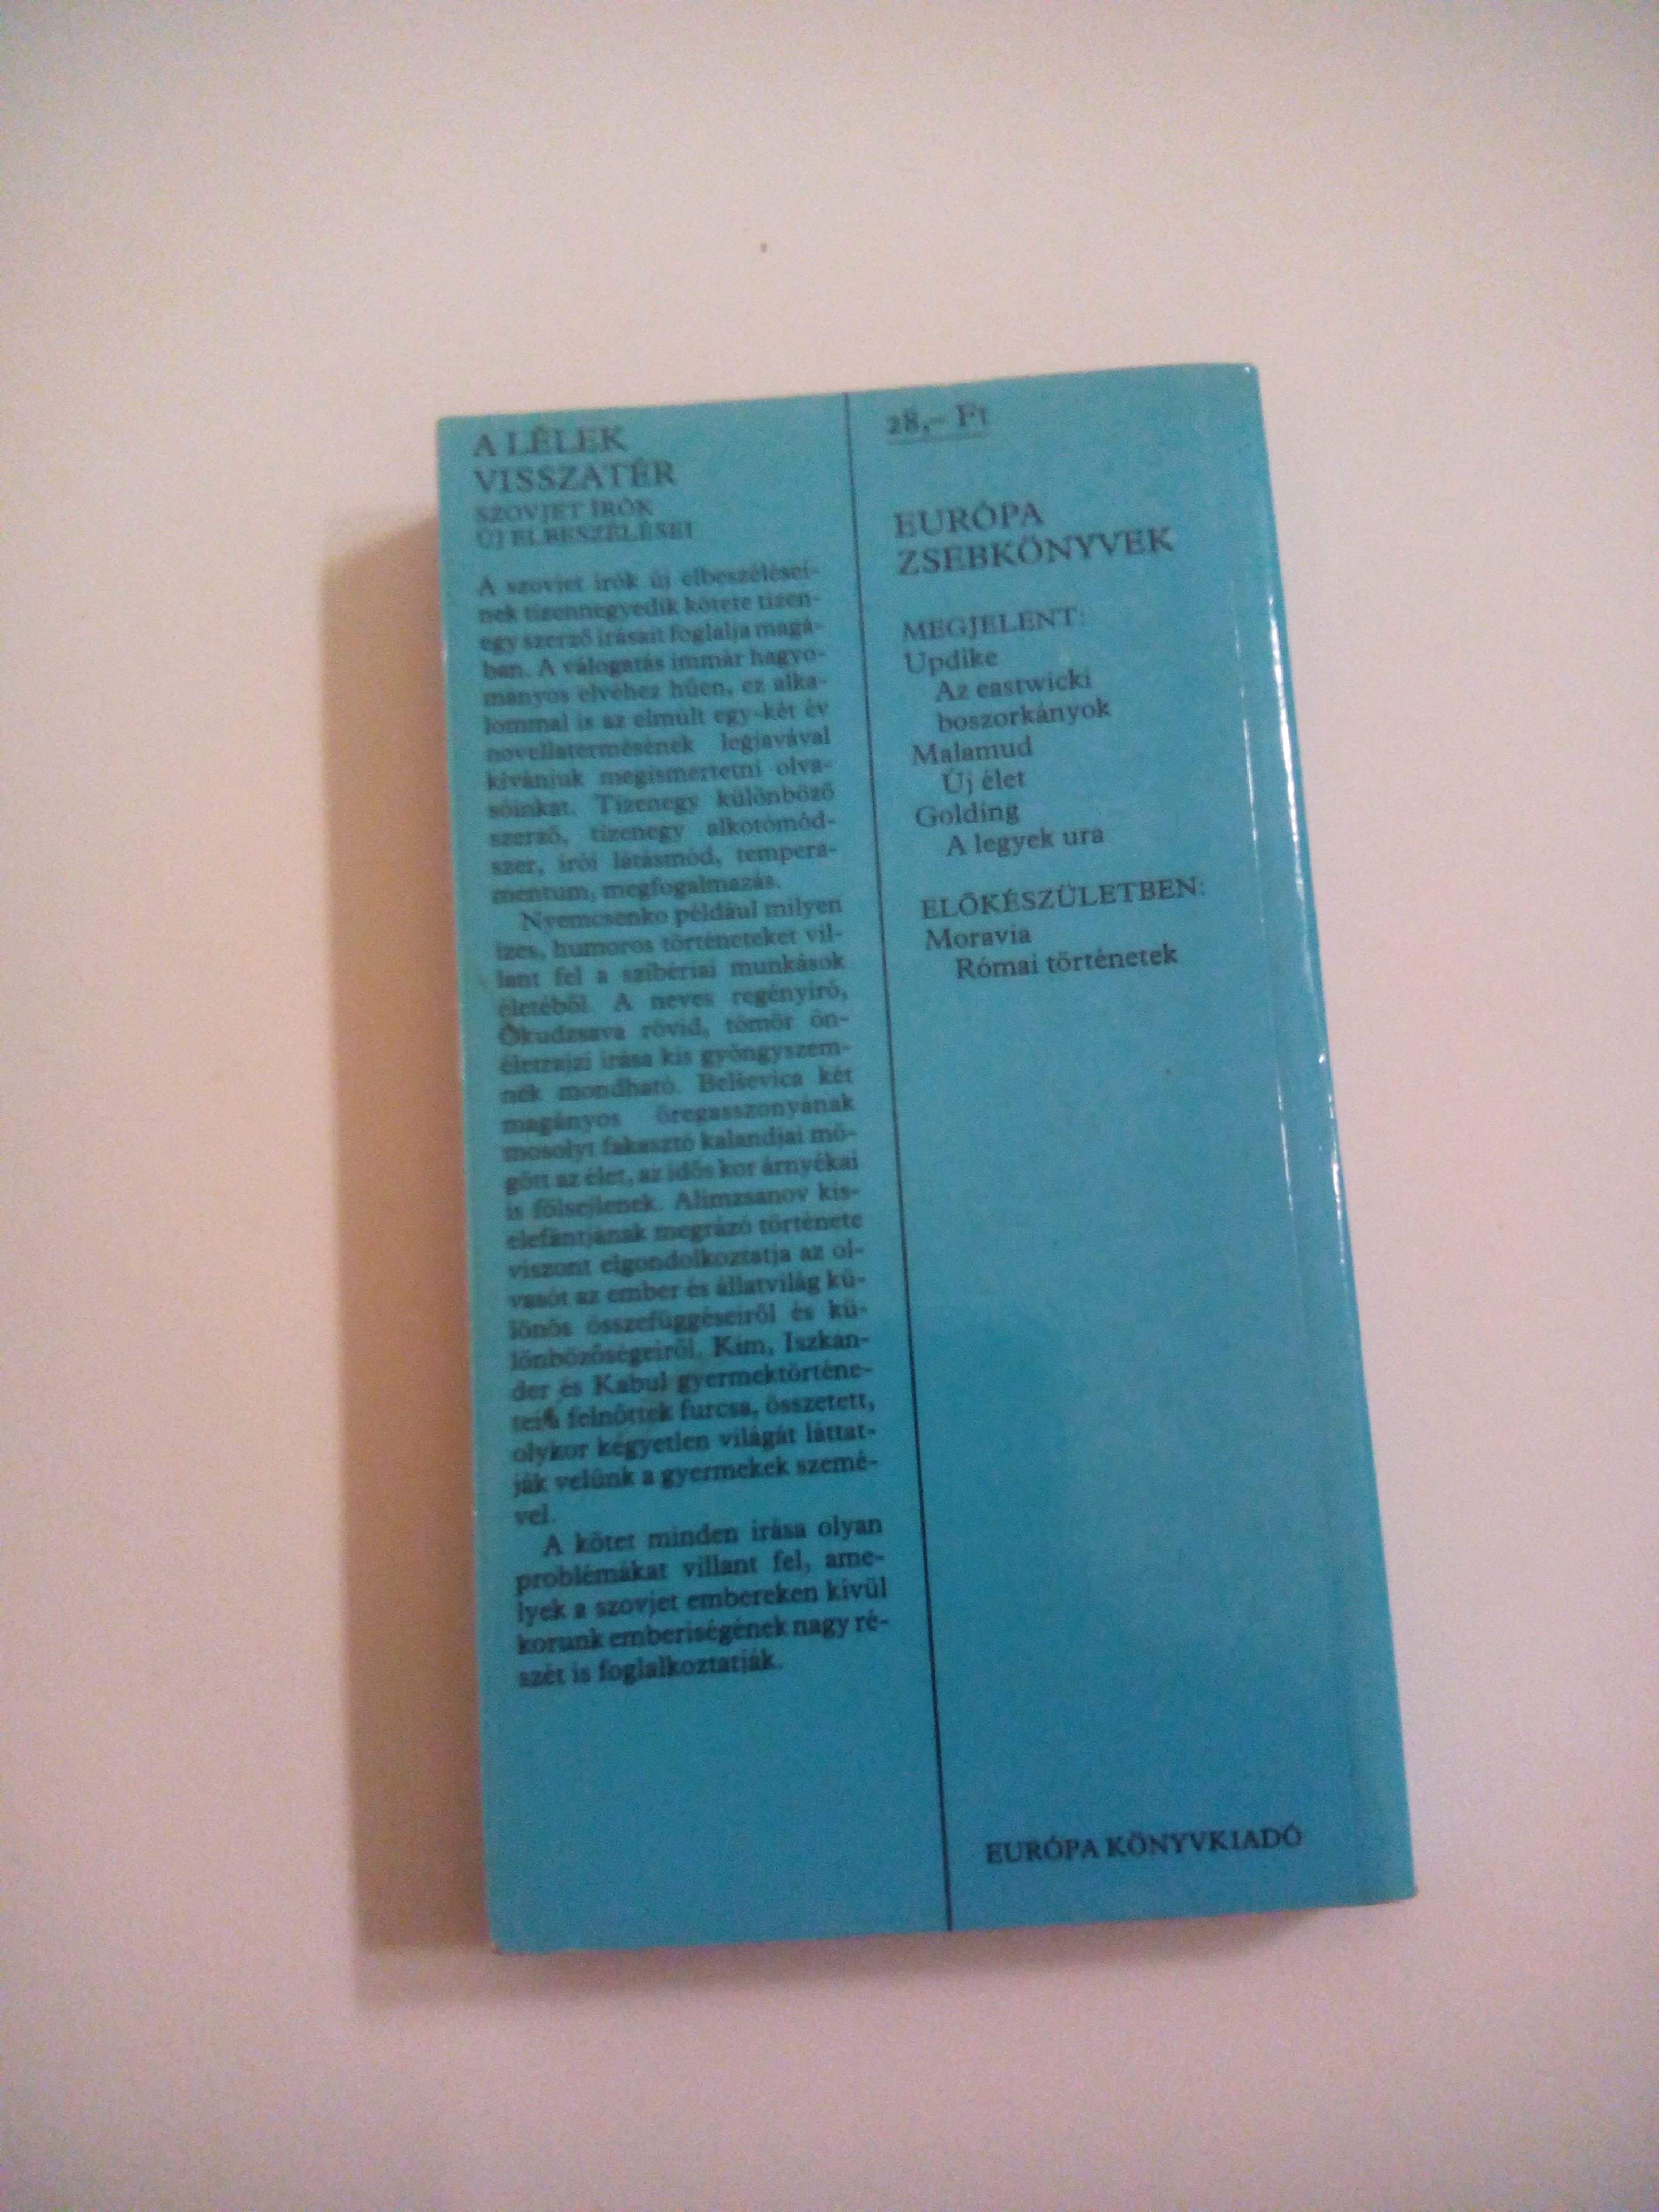 A LÉLEK
VISSZATÉR
SZOVJET ÍRÓK
ÚJ ELBESZÉLÉSEI
A szovjet írók új elbeszélései-
nek tizennegyedik kötete tizen-
egy szerző írásait foglalja magá-
ban. A válogatás immár hagyo-
mányos elvéhez hűen, ez alka-
lommal is az elmúlt egy-két év
novellatermésének legjavával
kívánjuk megismertetni olva-
sóinkat. Tizenegy különböző
szerző, tizenegy alkotómód-
szer, írói látásmód, tempera-
mentum, megfogalmazás.
Nyemcsenko például milyen
ízes, humoros történeteket vil-
lant fel a szibériai munkások
életéből. A neves regényíró,
Okudzsava rövid, tömör ön-
életrajzi írása kis gyöngyszem-
nek mondható. Belševica két
magányos öregasszonyának
mosolyt fakasztó kalandjai mö-
gött az élet, az idős kor árnyékai
is fölsejlenek. Alimzsanov kis-
elefántjának megrázó története
viszont elgondolkoztatja az ol-
vasót az ember és állatvilág kü-
lönös összefüggéseiről és kü-
lönbözőségeiről. Kim, Iszkan-
der és Kabul gyermektörténe-
tei a felnőttek furcsa, összetett,
olykor kegyetlen világát láttat-
ják velünk a gyermekek szemé-
vel.
A kötet minden írása olyan
problémákat villant fel, ame-
lyek a szovjet embereken kívül
korunk emberiségének nagy ré-
szét is foglalkoztatják.
28,– Ft
EURÓPA
ZSEBKÖNYVEK
MEGJELENT:
Updike
Az eastwicki
boszorkányok
Malamud
Új élet
Golding
A legyek ura
ELŐKÉSZÜLETBEN:
Moravia
Római történetek
EURÓPA KÖNYVKIADÓ